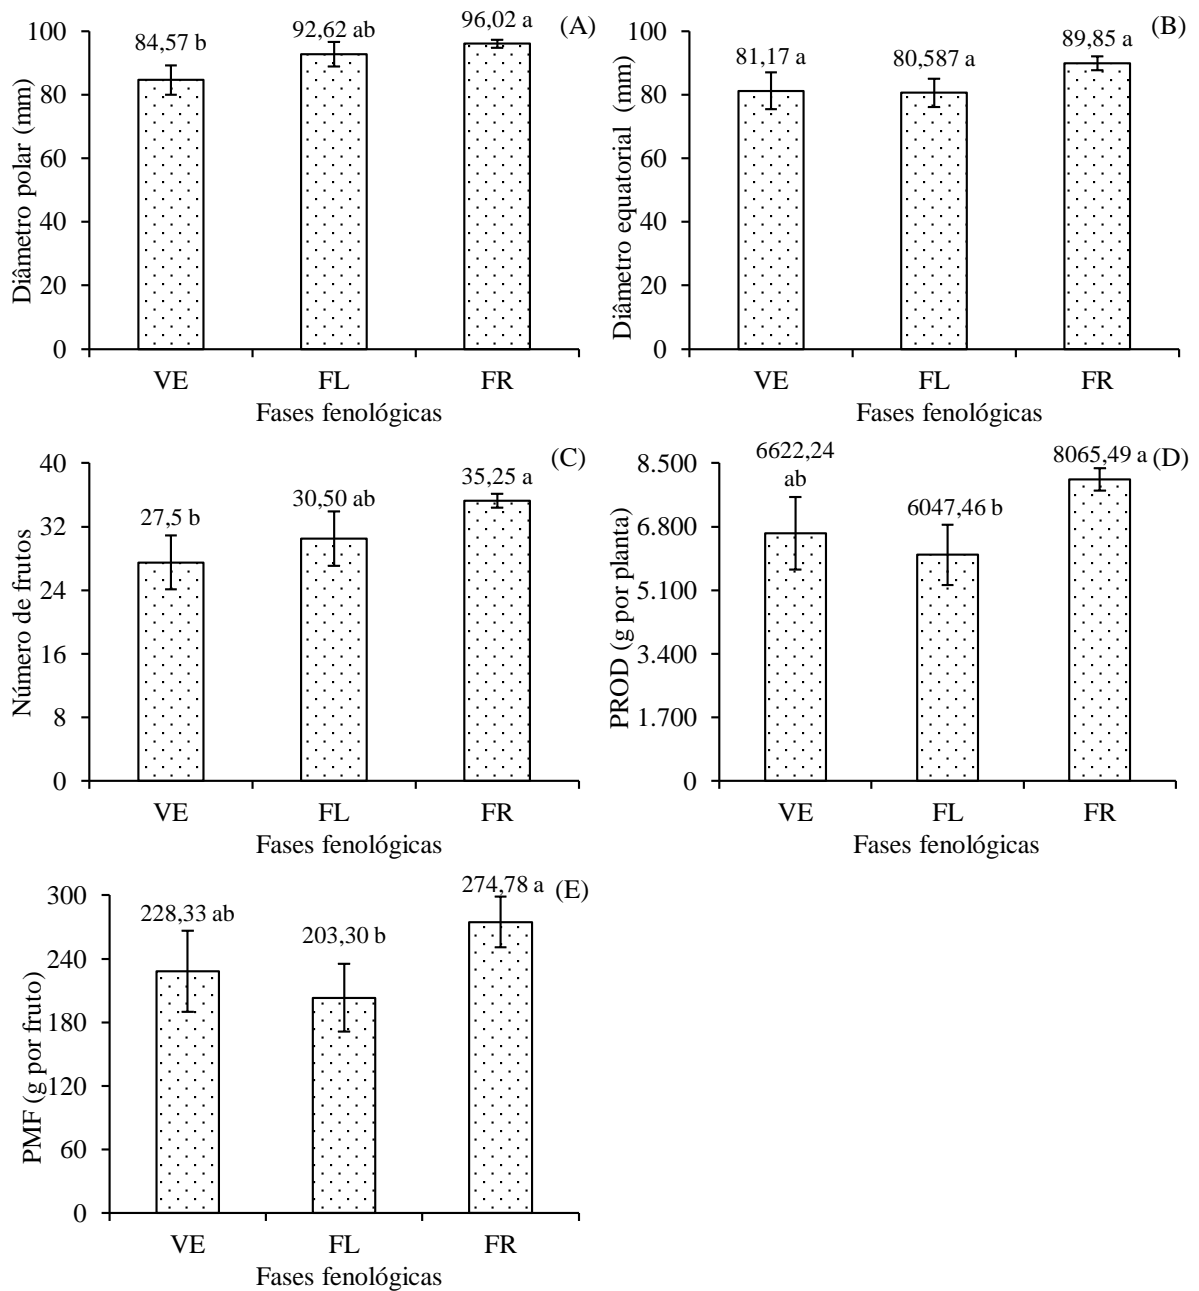 (A)
Diâmetro polar (mm)
100
80
60
40
20
0
84,57 b
92,62 ab
96,02 a
VE
FL
FR
Fases fenológicas
(B)
Diâmetro equatorial (mm)
100
80
60
40
20
0
81,17 a
80,587 a
89,85 a
VE
FL
FR
Fases fenológicas
(C)
Número de frutos
40
32
24
16
8
0
27,5 b
30,50 ab
35,25 a
VE
FL
FR
Fases fenológicas
(D)
PROD (g por planta)
8.500
6.800
5.100
3.400
1.700
0
6622,24
ab
6047,46 b
8065,49 a
VE
FL
FR
Fases fenológicas
(E)
PMF (g por fruto)
300
240
180
120
60
0
228,33 ab
203,30 b
274,78 a
VE
FL
FR
Fases fenológicas